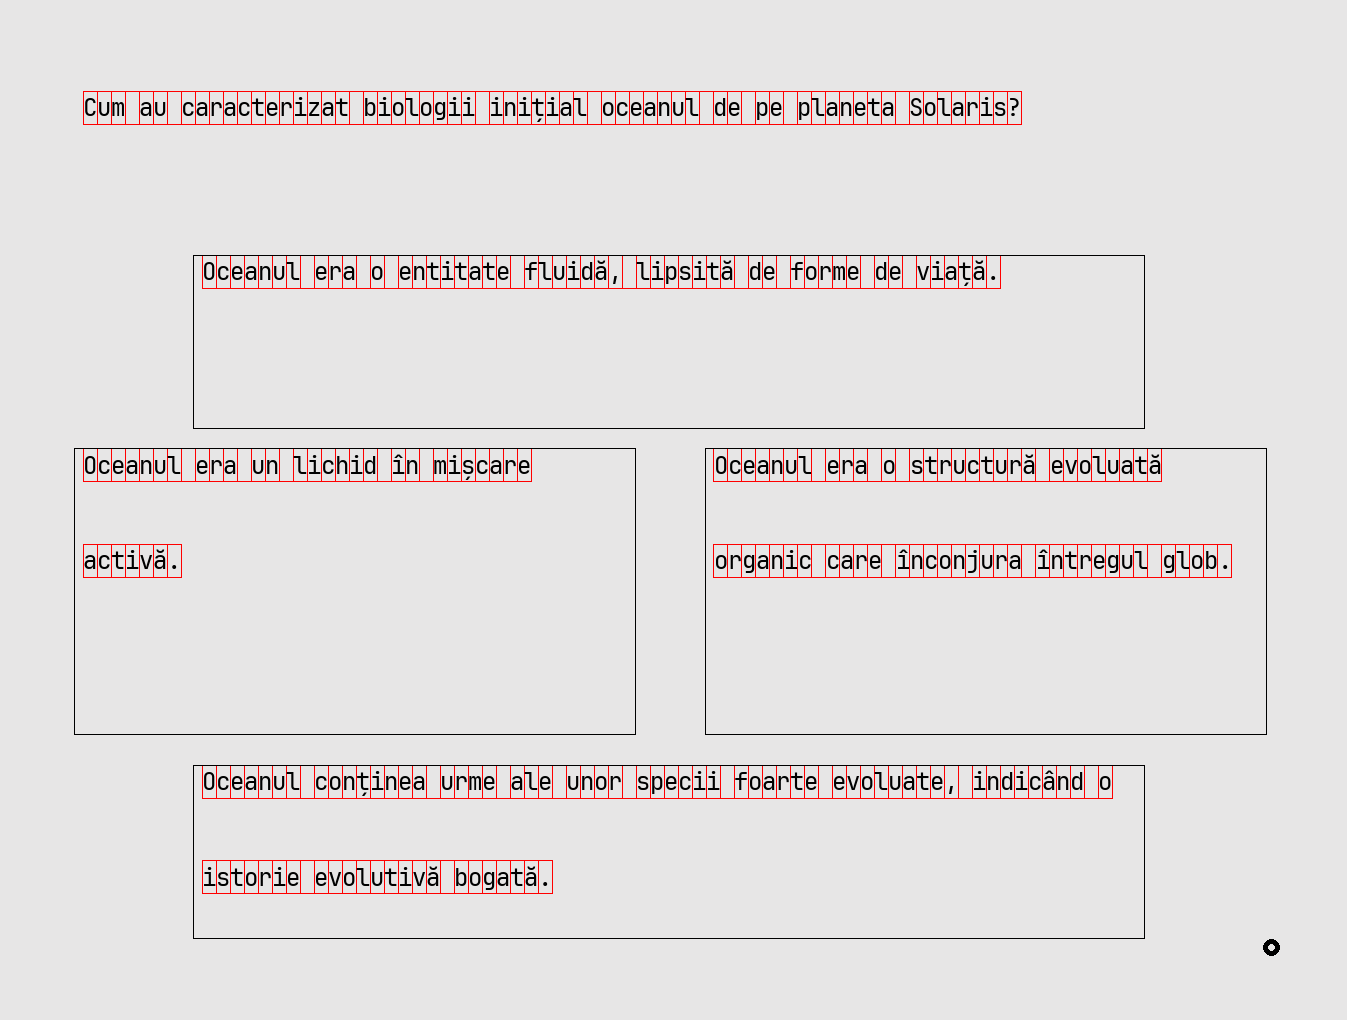 Cum au caracterizat biologii inițial oceanul de pe planeta Solaris?
Oceanul era o entitate fluidă, lipsită de forme de viață.
Oceanul era un lichid în mișcare
activă.
Oceanul era o structură evoluată
organic care înconjura întregul glob.
Oceanul conținea urme ale unor specii foarte evoluate, indicând o
istorie evolutivă bogată.